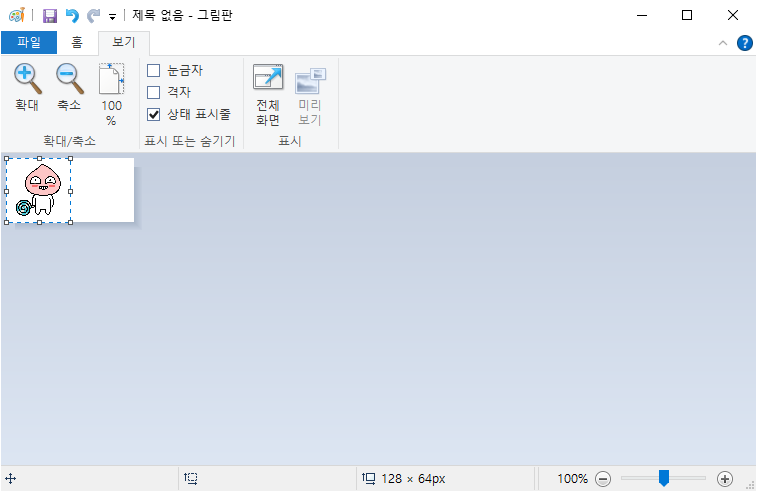 제목 없음 - 그림판
파일 홈 보기
확대
축소
100
%
눈금자
격자
상태 표시줄
전체
화면
미리
보기
확대/축소 표시 또는 숨기기 표시
128 × 64px 100%